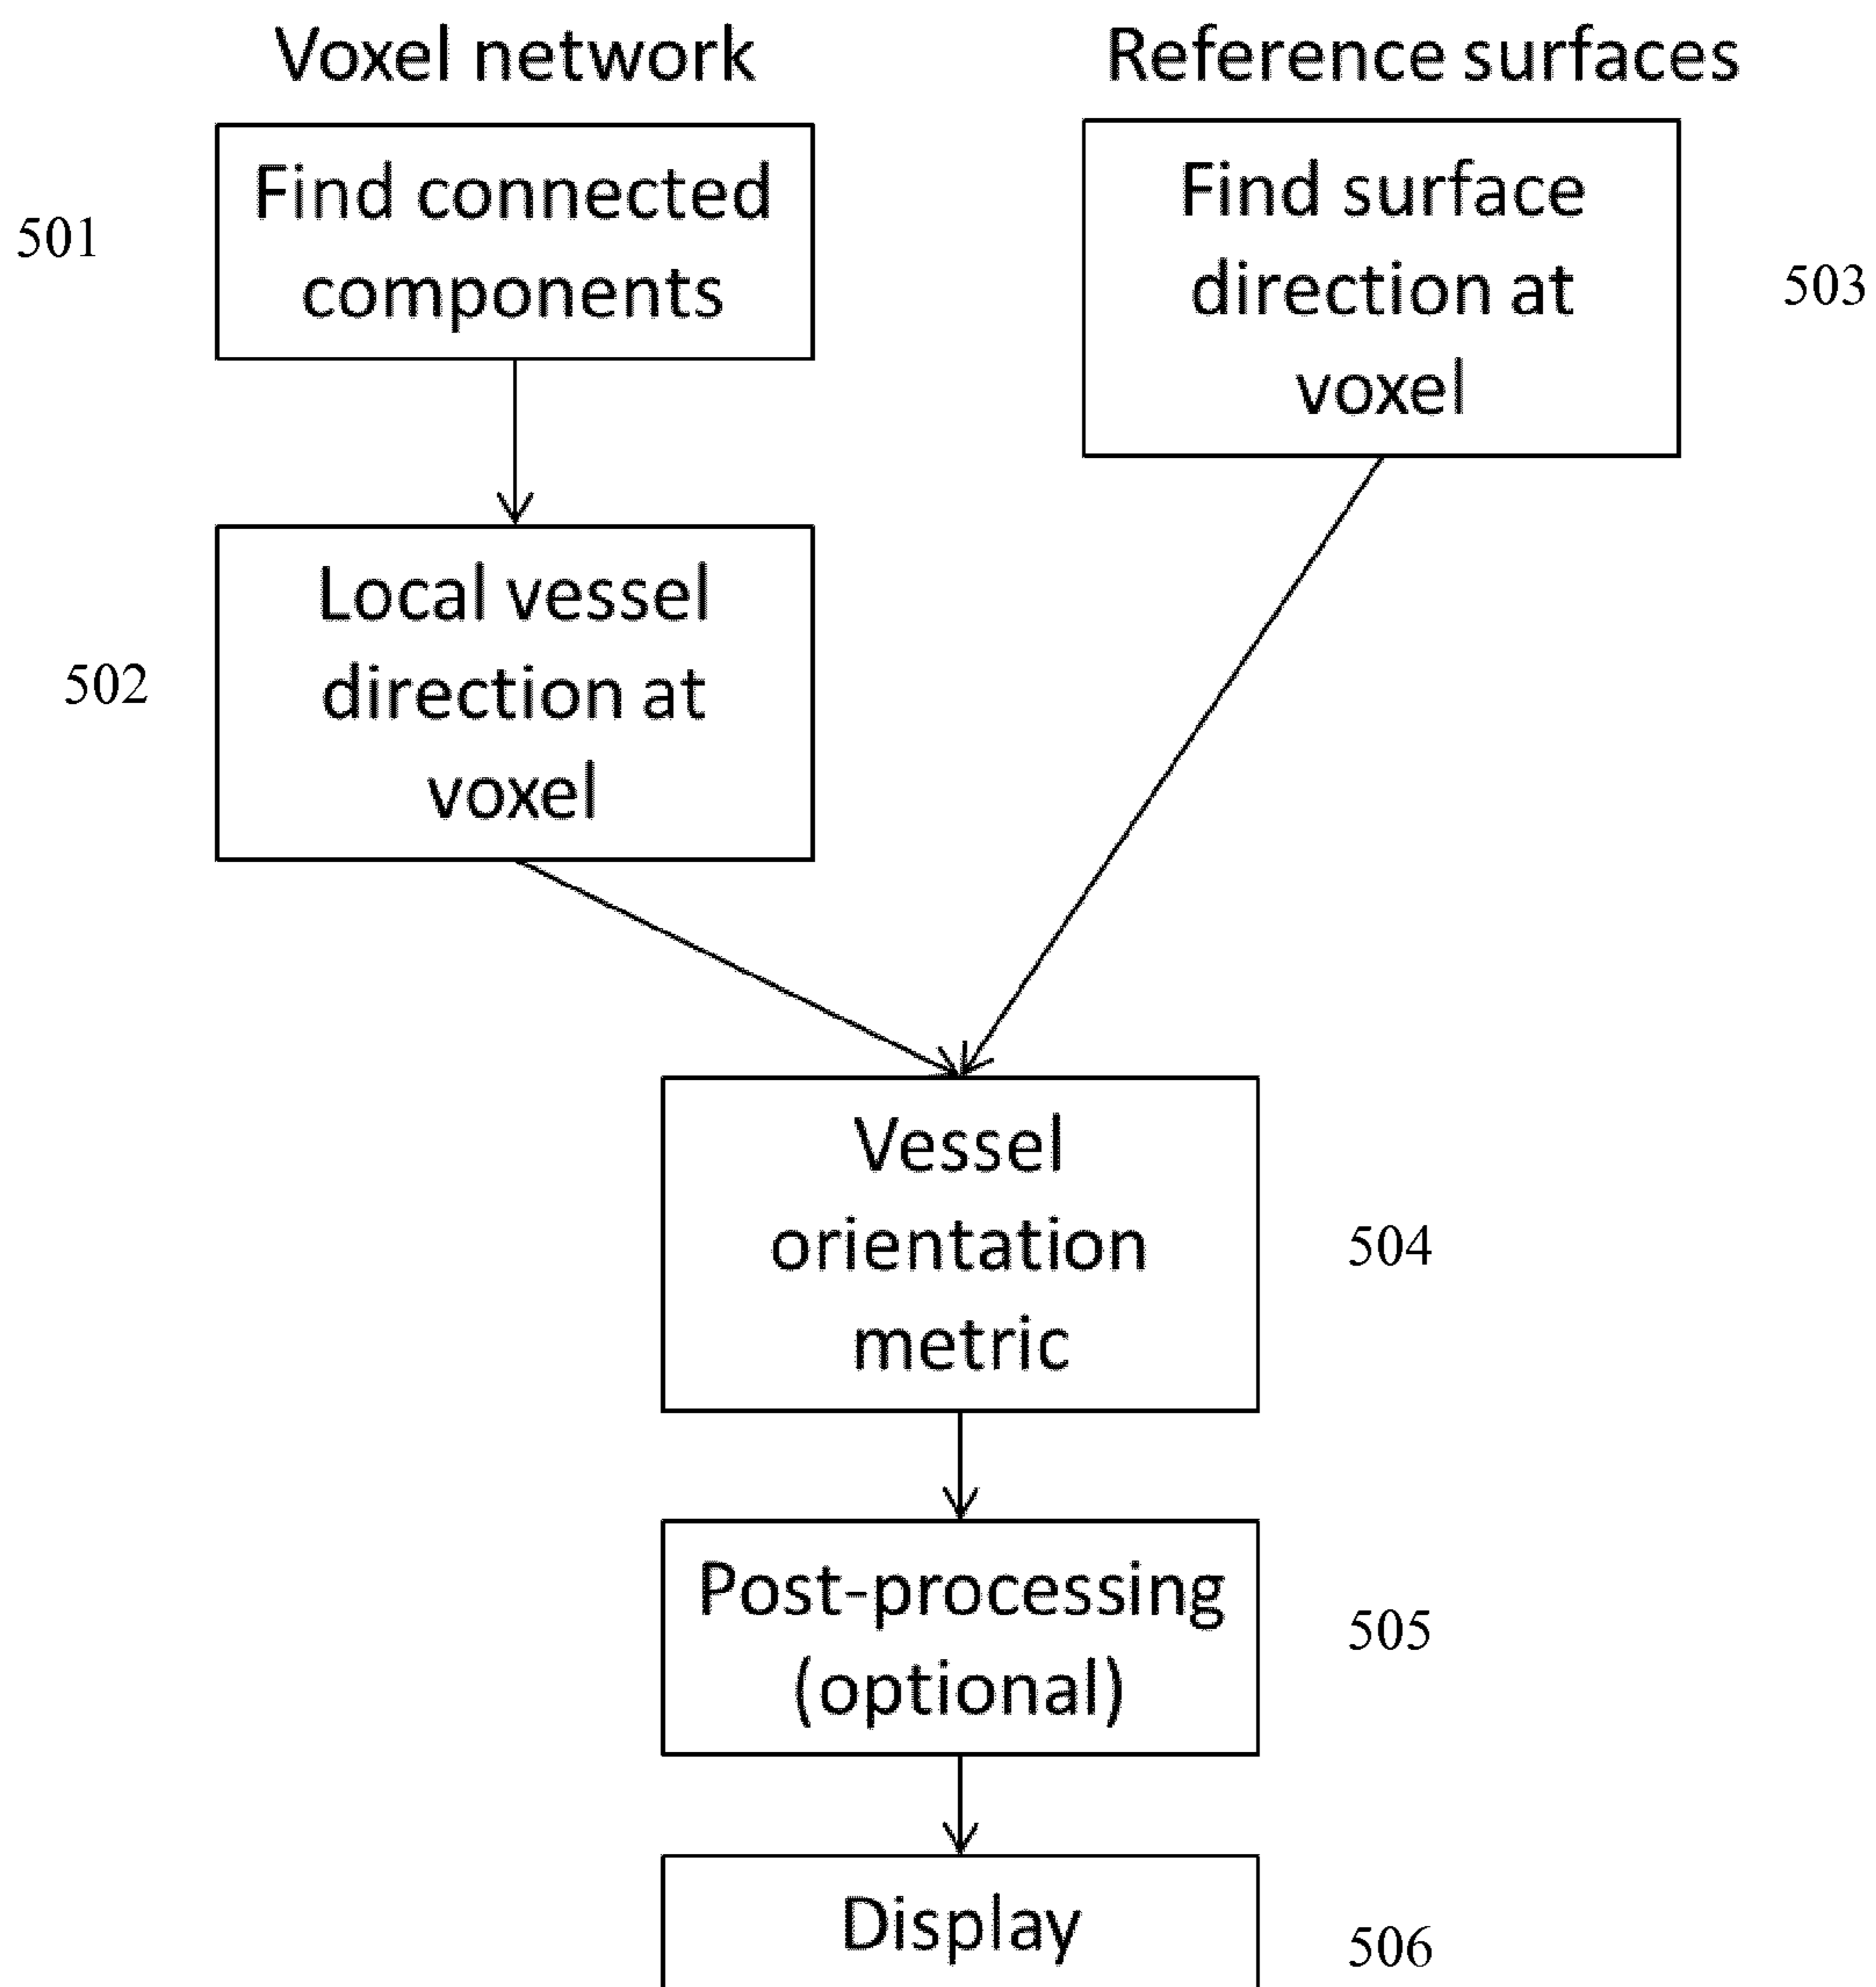 Voxel network
Reference surfaces
Find connected
components
501
Find surface
direction at
voxel
503
Local vessel
direction at
voxel
502
Vessel
orientation
metric
504
Post-processing
(optional)
505
Display
506